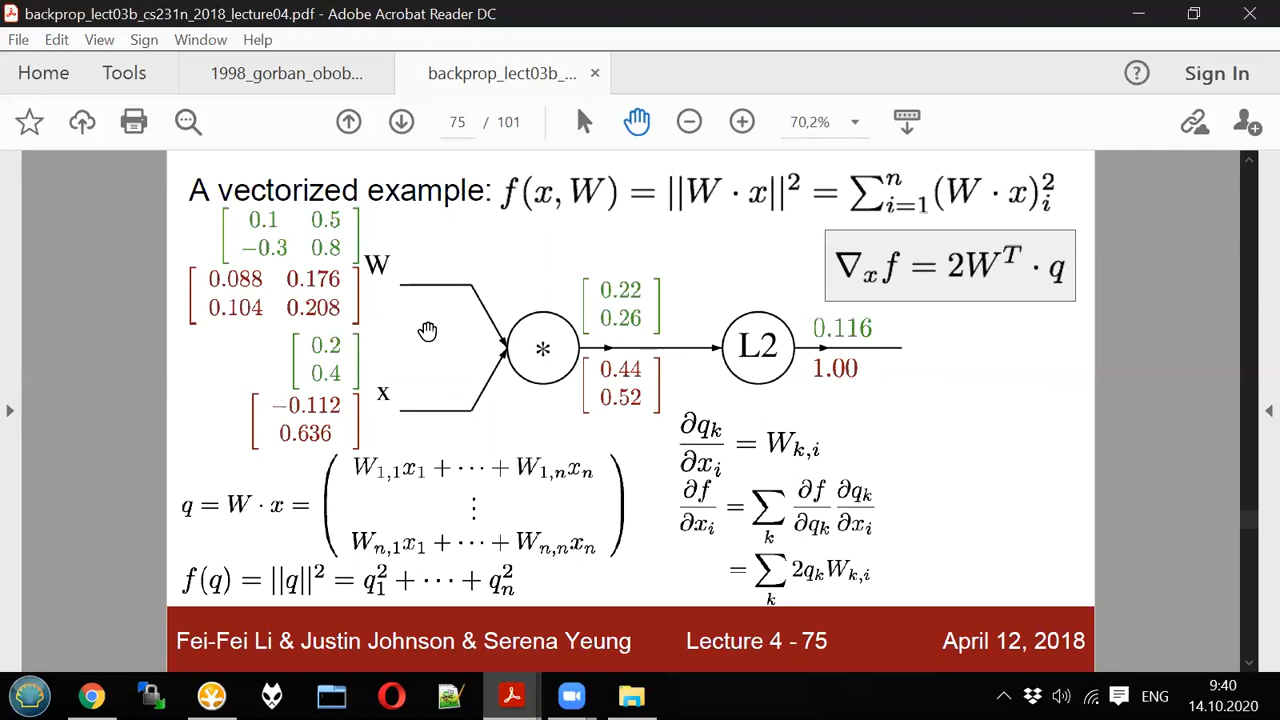 backprop_lect03b_cs231n_2018_lecture04.pdf - Adobe Acrobat Reader DC
File Edit View Sign Window Help
Home Tools 1998_gorban_obob... backprop_lect03b_... × Sign In
75 / 101 70,2%
A vectorized example: f(x, W) = ||W · x||² = ∑ⁿᵢ₌₁ (W · x)ᵢ²
[0.1 0.5
−0.3 0.8]
W
[0.088 0.176
0.104 0.208]
∇ₓf = 2Wᵀ · q
[0.2
0.4]
x
[−0.112
0.636]
*
[0.22
0.26]
[0.44
0.52]
L2
0.116
1.00
q = W · x = (W₁,₁x₁ + ⋯ + W₁,ₙxₙ
⋮
Wₙ,₁x₁ + ⋯ + Wₙ,ₙxₙ)
f(q) = ||q||² = q₁² + ⋯ + qₙ²
∂qₖ/∂xᵢ = Wₖ,ᵢ
∂f/∂xᵢ = ∑ₖ ∂f/∂qₖ ∂qₖ/∂xᵢ
= ∑ₖ 2qₖWₖ,ᵢ
Fei-Fei Li & Justin Johnson & Serena Yeung Lecture 4 - 75 April 12, 2018
ENG 9:40
14.10.2020